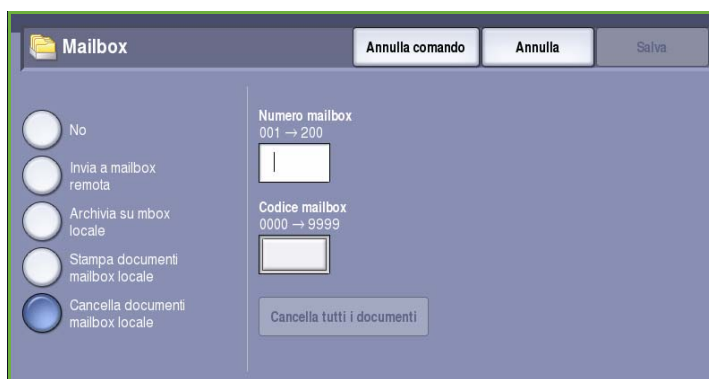 Mailbox
Annulla comando
Annulla
Salva
No
Invia a mailbox
remota
Archivia su mbox
locale
Stampa documenti
mailbox locale
Cancella documenti
mailbox locale
Numero mailbox
001 → 200
Codice mailbox
0000 → 9999
Cancella tutti i documenti